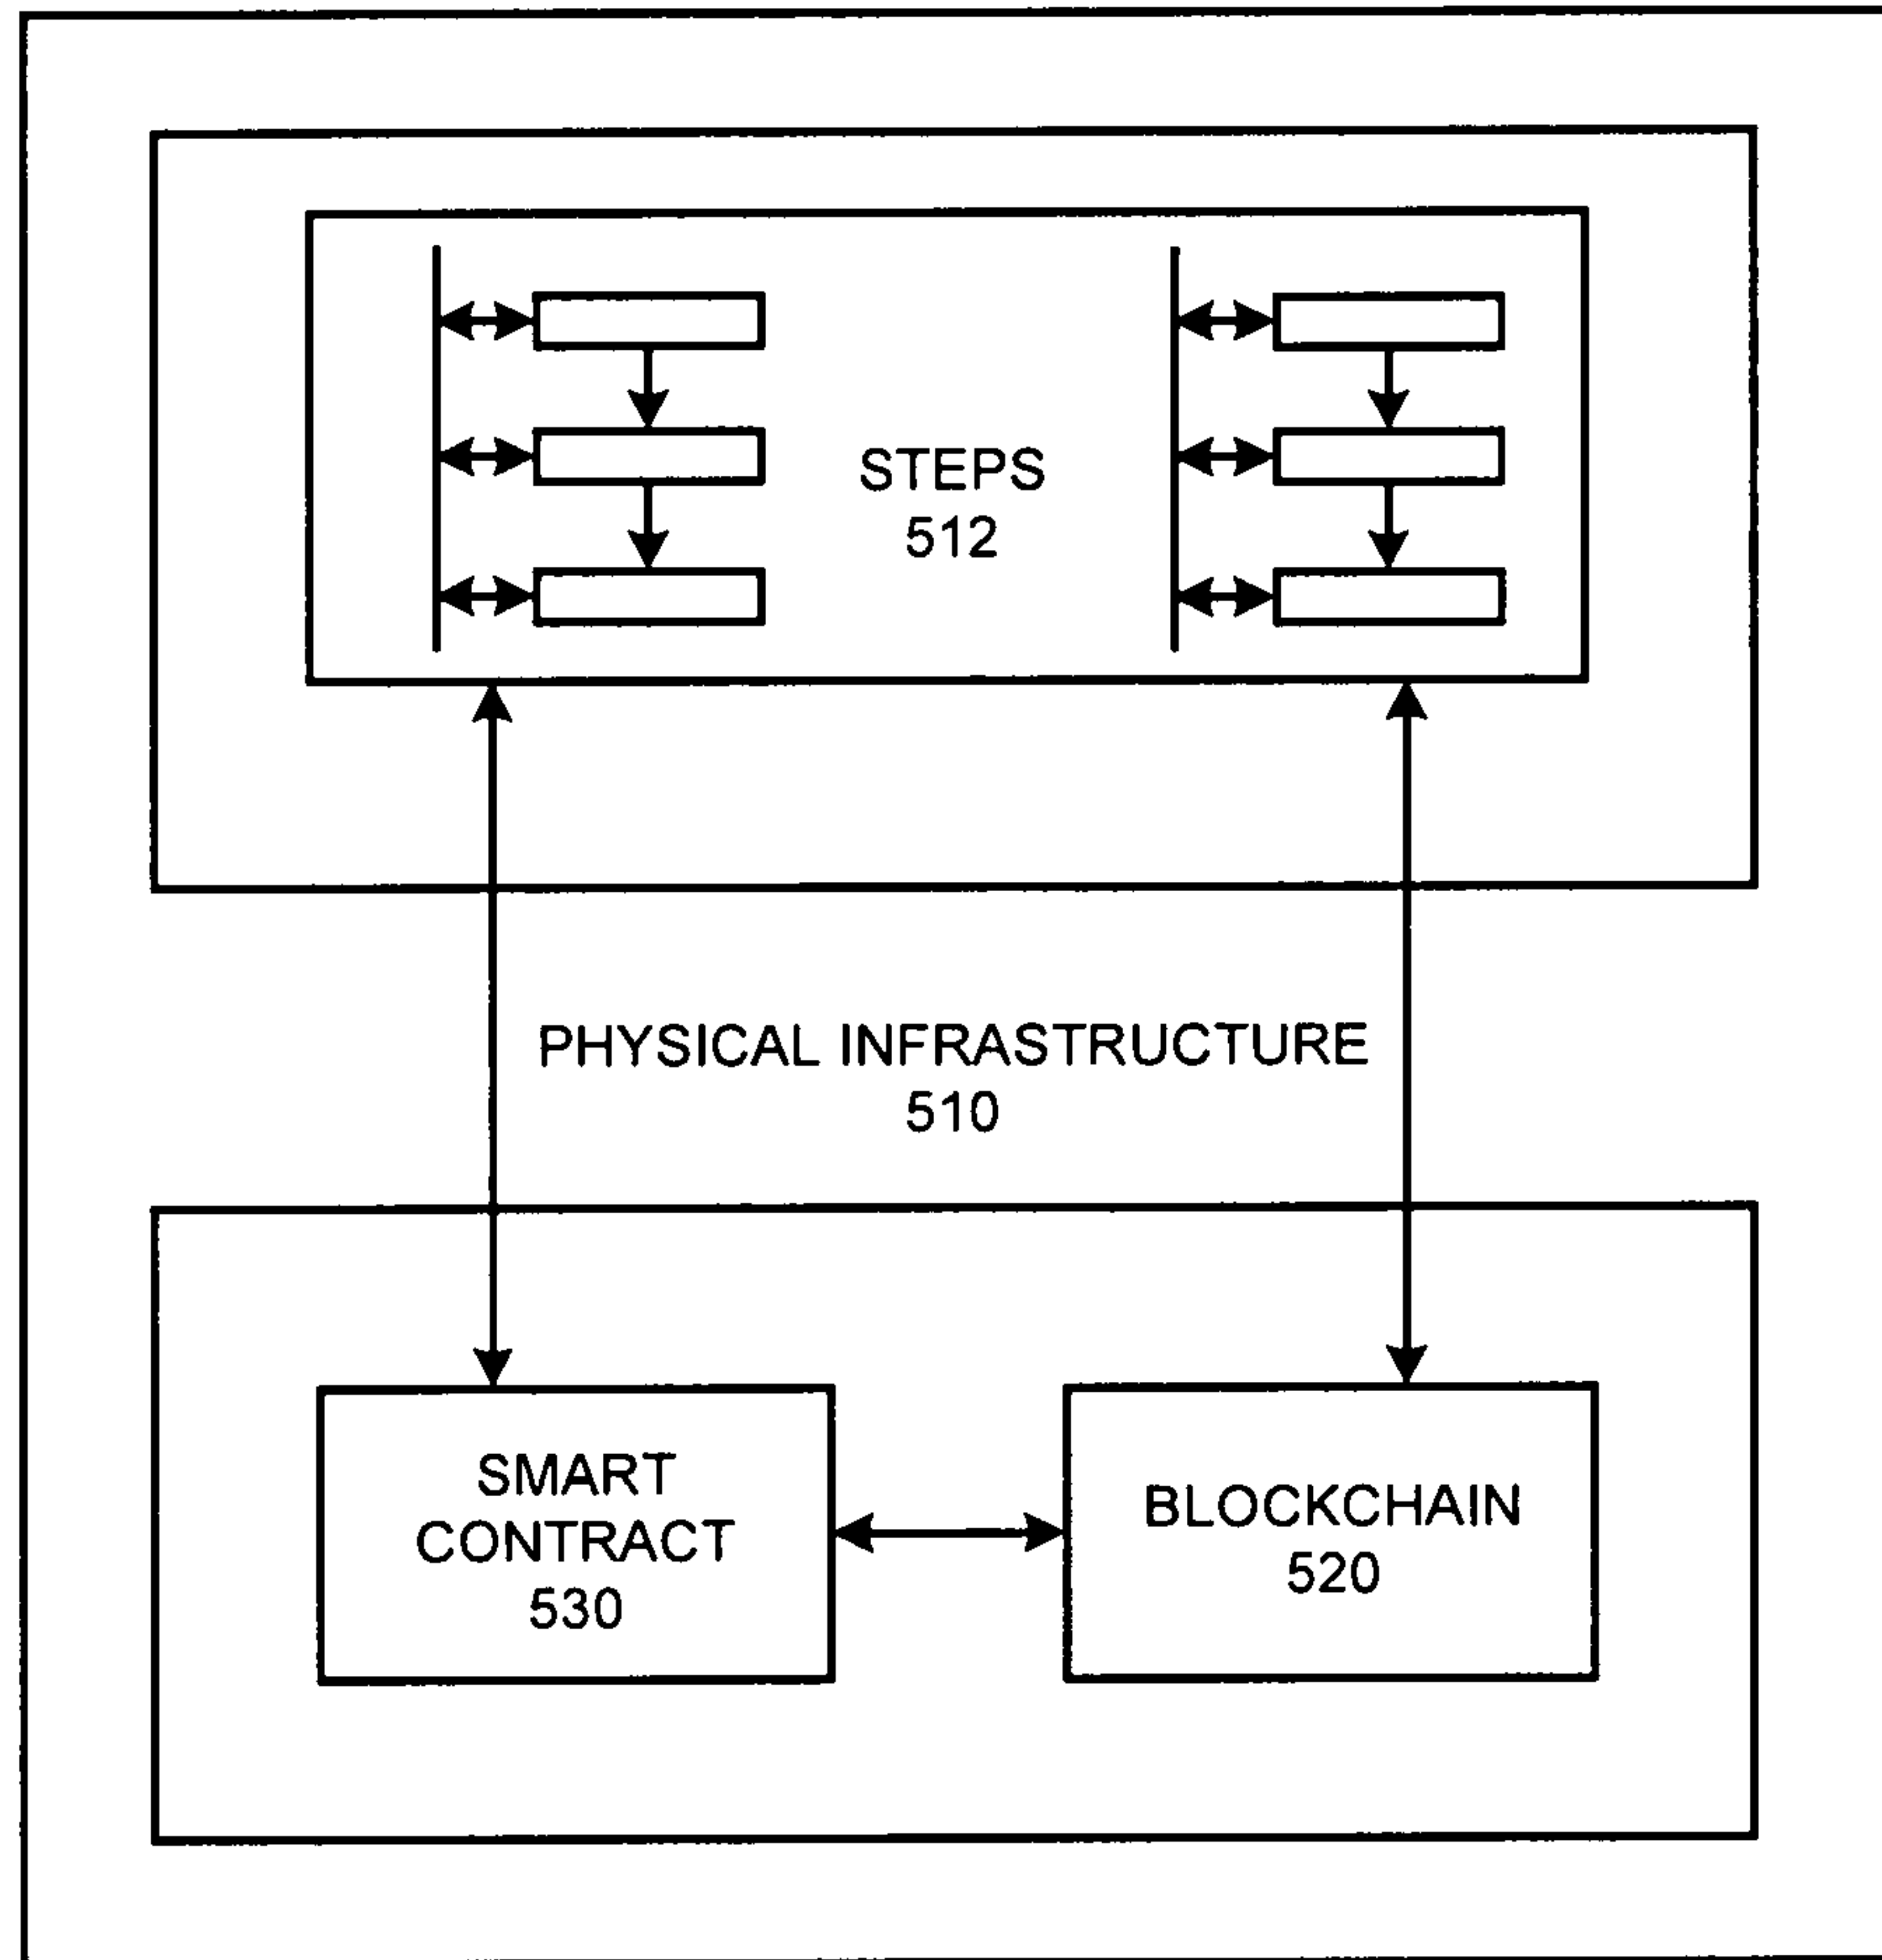 STEPS
512
PHYSICAL INFRASTRUCTURE
510
SMART
CONTRACT
530
BLOCKCHAIN
520